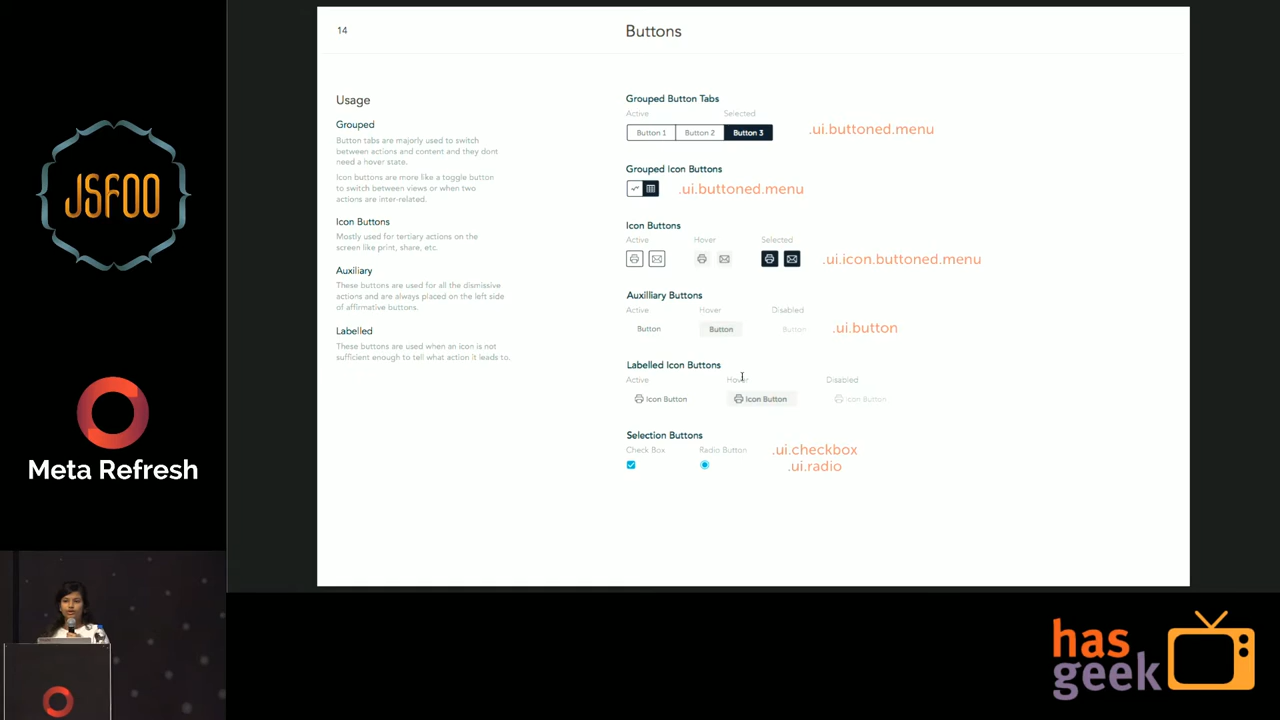 14
Buttons
Usage
Grouped
Button tabs are majorly used to switch
between actions and content and they dont
need a hover state.
Icon buttons are more like a toggle button
to switch between views or when two
actions are inter-related.
Icon Buttons
Mostly used for tertiary actions on the
screen like print, share, etc.
Auxiliary
These buttons are used for all the dismissive
actions and are always placed on the left side
of affirmative buttons.
Labelled
These buttons are used when an icon is not
sufficient enough to tell what action it leads to.
Grouped Button Tabs
Active Selected
Button 1 Button 2 Button 3 .ui.buttoned.menu
Grouped Icon Buttons
.ui.buttoned.menu
Icon Buttons
Active Hover Selected
.ui.icon.buttoned.menu
Auxilliary Buttons
Active Hover Disabled
Button Button Button .ui.button
Labelled Icon Buttons
Active Hover Disabled
Icon Button Icon Button Icon Button
Selection Buttons
Check Box Radio Button .ui.checkbox
.ui.radio
JSFOO
Meta Refresh
has
geek